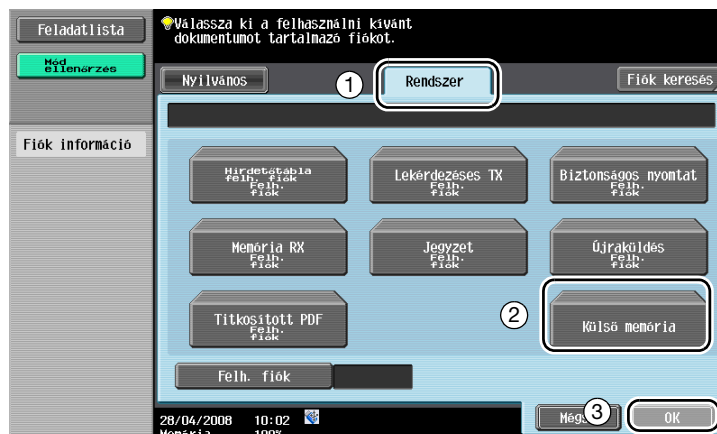 Feladatlista
Mód
ellenőrzés
Válassza ki a felhasználni kívánt
dokumentumot tartalmazó fiókot.
Nyilvános
1
Rendszer
Fiók keresés
Fiók információ
Hirdetőtábla
felh. fiók
Felh.
fiók
Lekérdezéses TX
Felh.
fiók
Biztonságos nyomtat
Felh.
fiók
Memória RX
Felh.
fiók
Jegyzet
Felh.
fiók
Újraküldés
Felh.
fiók
Titkosított PDF
Felh.
fiók
2
Külső memória
Felh. fiók
3
OK
28/04/2008 10:02
Memória 100%